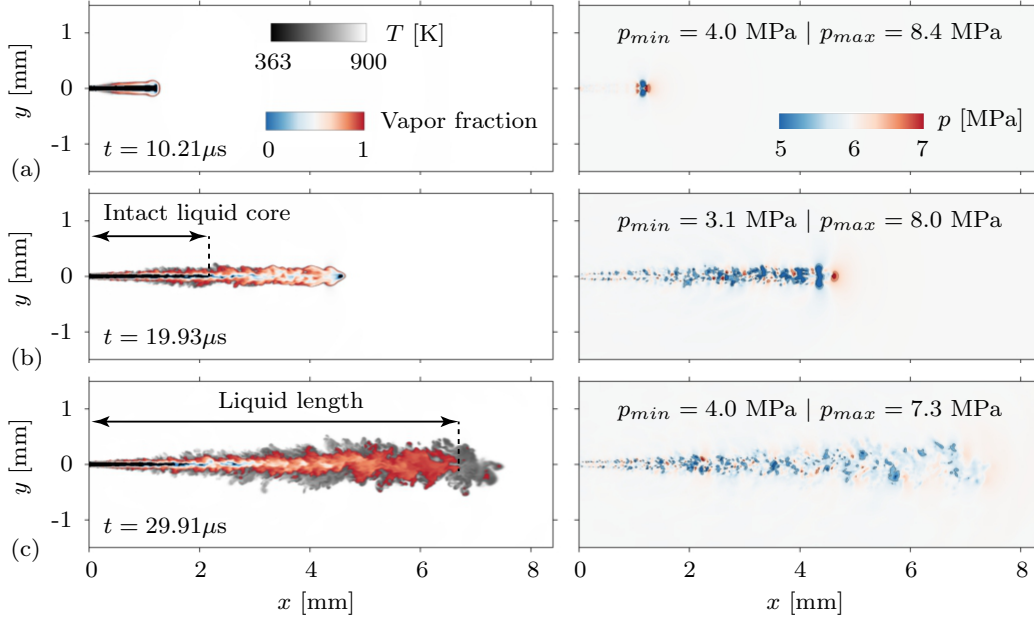 1
0
-1
y [mm]
(a)
T [K]
363 900
Vapor fraction
0 1
t = 10.21μs
p_min = 4.0 MPa | p_max = 8.4 MPa
p [MPa]
5 6 7
1
0
-1
y [mm]
(b)
Intact liquid core
t = 19.93μs
p_min = 3.1 MPa | p_max = 8.0 MPa
1
0
-1
y [mm]
(c)
Liquid length
t = 29.91μs
p_min = 4.0 MPa | p_max = 7.3 MPa
0 2 4 6 8
x [mm]
0 2 4 6 8
x [mm]